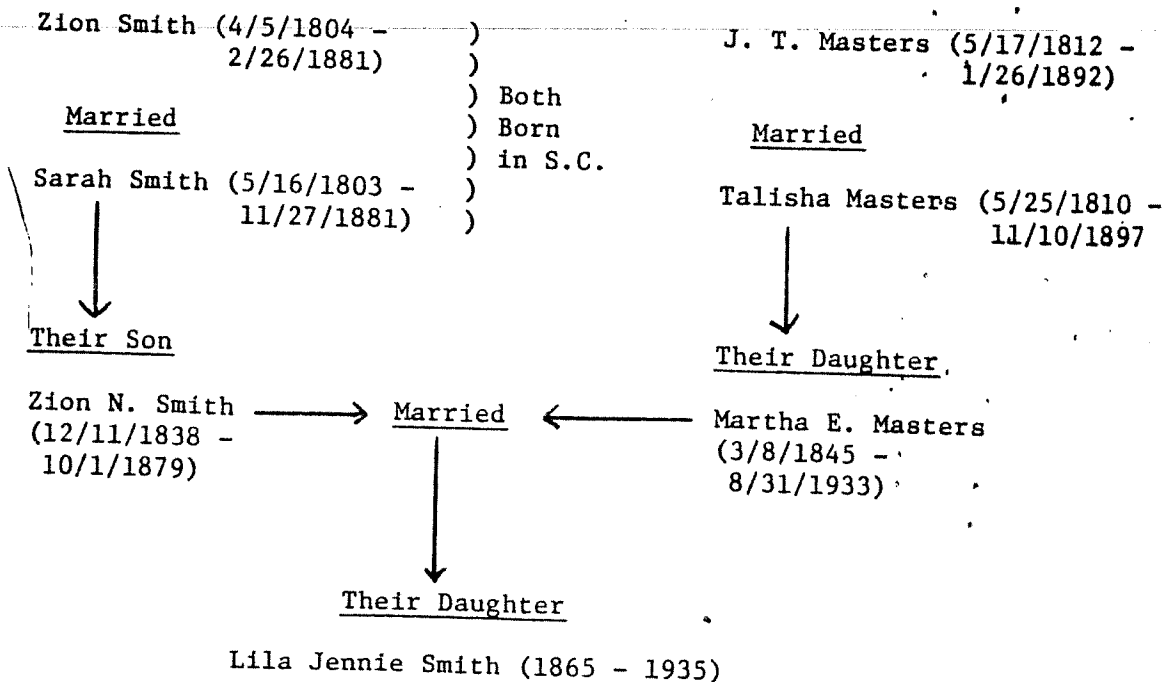 Zion Smith (4/5/1804 -
2/26/1881)
Married
Sarah Smith (5/16/1803 -
11/27/1881)
)
)
) Both
) Born
) in S.C.
)
)
J. T. Masters (5/17/1812 -
1/26/1892)
Married
Talisha Masters (5/25/1810 -
11/10/1897
Their Son
Their Daughter
Zion N. Smith
(12/11/1838 -
10/1/1879)
Married
Martha E. Masters
(3/8/1845 -
8/31/1933)
Their Daughter
Lila Jennie Smith (1865 - 1935)